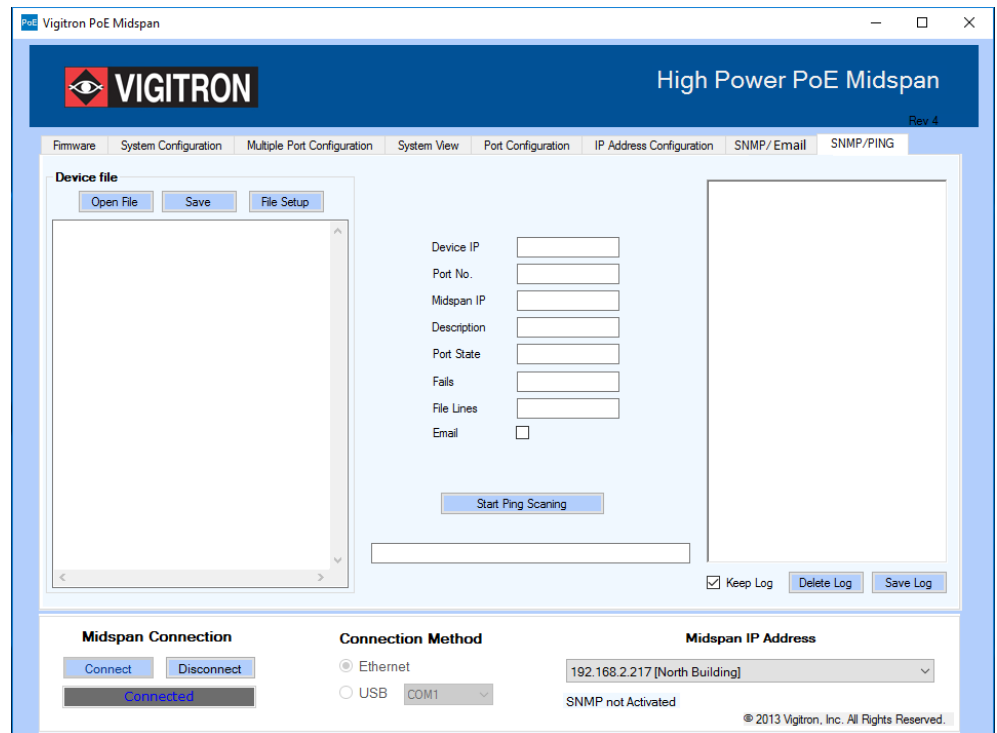 PoE Vigitron PoE Midspan
VIGITRON
High Power PoE Midspan
Rev 4
Firmware System Configuration Multiple Port Configuration System View Port Configuration IP Address Configuration SNMP/ Email SNMP/PING
Device file
Open File Save File Setup
Device IP
Port No.
Midspan IP
Description
Port State
Fails
File Lines
Email
Start Ping Scaning
Keep Log Delete Log Save Log
Midspan Connection
Connect Disconnect
Connected
Connection Method
Ethernet
USB COM1
Midspan IP Address
192.168.2.217 [North Building]
SNMP not Activated
© 2013 Vigitron, Inc. All Rights Reserved.